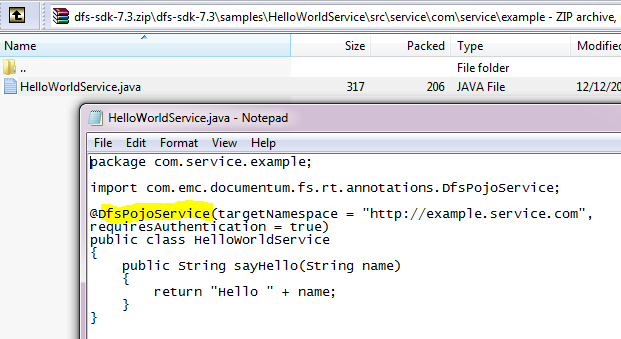 dfs-sdk-7.3.zip\dfs-sdk-7.3\samples\HelloWorldService\src\service\com\service\example - ZIP archive,
Name Size Packed Type Modified
.. File folder
HelloWorldService.java 317 206 JAVA File 12/12/20
HelloWorldService.java - Notepad
File Edit Format View Help
package com.service.example;
import com.emc.documentum.fs.rt.annotations.DfsPojoService;
@DfsPojoService(targetNamespace = "http://example.service.com",
requiresAuthentication = true)
public class HelloWorldService
{
public String sayHello(String name)
{
return "Hello " + name;
}
}